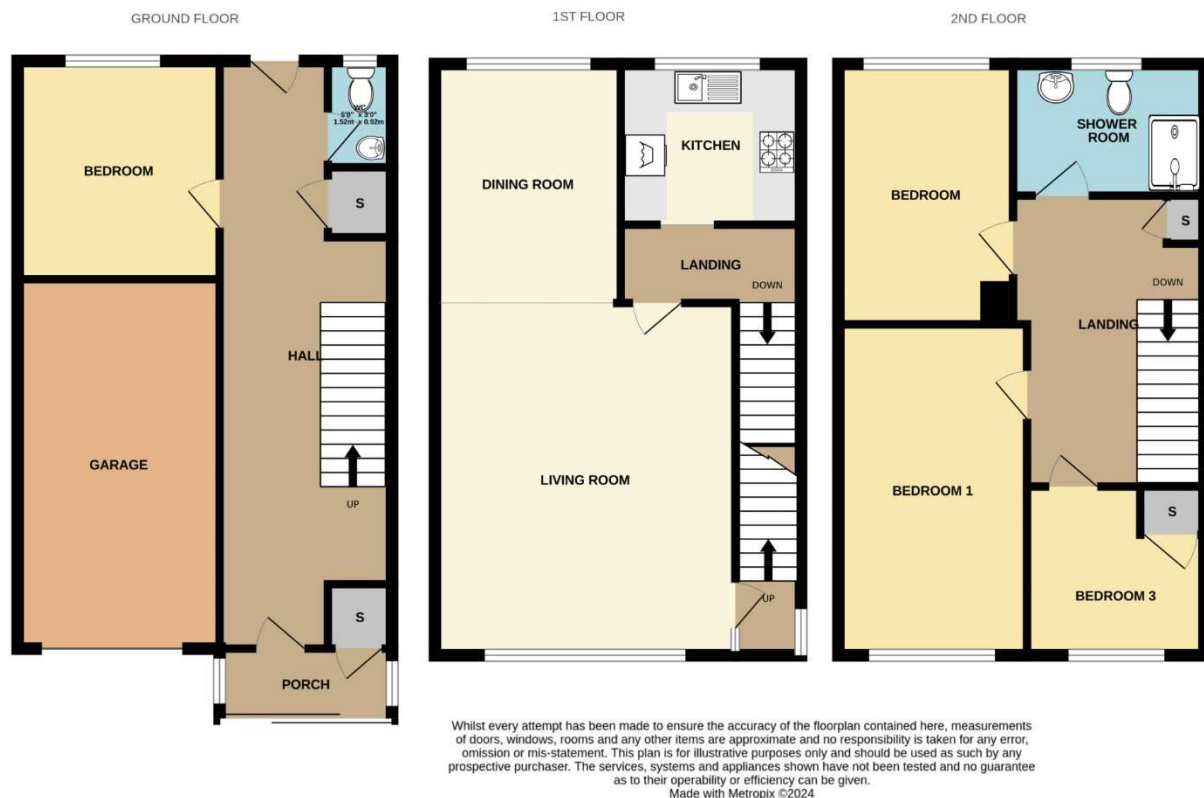 GROUND FLOOR
BEDROOM
WC
5'0" x 3'0"
1.52m x 0.92m
S
HALL
GARAGE
UP
S
PORCH
1ST FLOOR
DINING ROOM
KITCHEN
LANDING
DOWN
LIVING ROOM
UP
2ND FLOOR
SHOWER
ROOM
BEDROOM
S
DOWN
LANDING
BEDROOM 1
S
BEDROOM 3
Whilst every attempt has been made to ensure the accuracy of the floorplan contained here, measurements
of doors, windows, rooms and any other items are approximate and no responsibility is taken for any error,
omission or mis-statement. This plan is for illustrative purposes only and should be used as such by any
prospective purchaser. The services, systems and appliances shown have not been tested and no guarantee
as to their operability or efficiency can be given.
Made with Metropix ©2024